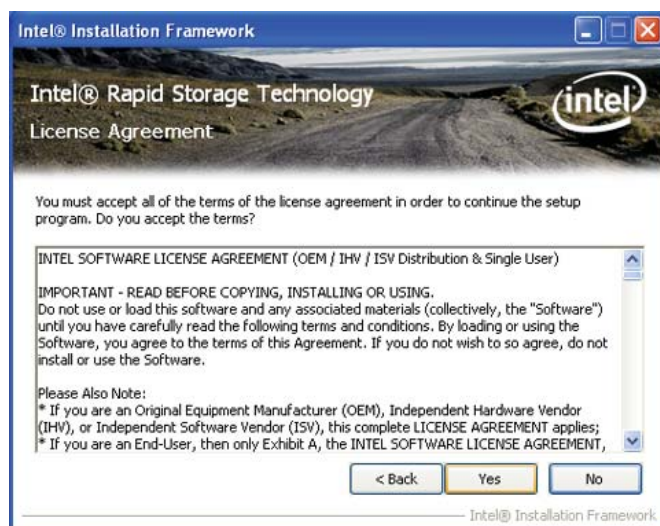 Intel® Installation Framework
Intel® Rapid Storage Technology
License Agreement
intel
You must accept all of the terms of the license agreement in order to continue the setup
program. Do you accept the terms?
INTEL SOFTWARE LICENSE AGREEMENT (OEM / IHV / ISV Distribution & Single User)
IMPORTANT - READ BEFORE COPYING, INSTALLING OR USING.
Do not use or load this software and any associated materials (collectively, the "Software")
until you have carefully read the following terms and conditions. By loading or using the
Software, you agree to the terms of this Agreement. If you do not wish to so agree, do not
install or use the Software.
Please Also Note:
* If you are an Original Equipment Manufacturer (OEM), Independent Hardware Vendor
(IHV), or Independent Software Vendor (ISV), this complete LICENSE AGREEMENT applies;
* If you are an End-User, then only Exhibit A, the INTEL SOFTWARE LICENSE AGREEMENT,
< Back
Yes
No
Intel® Installation Framework